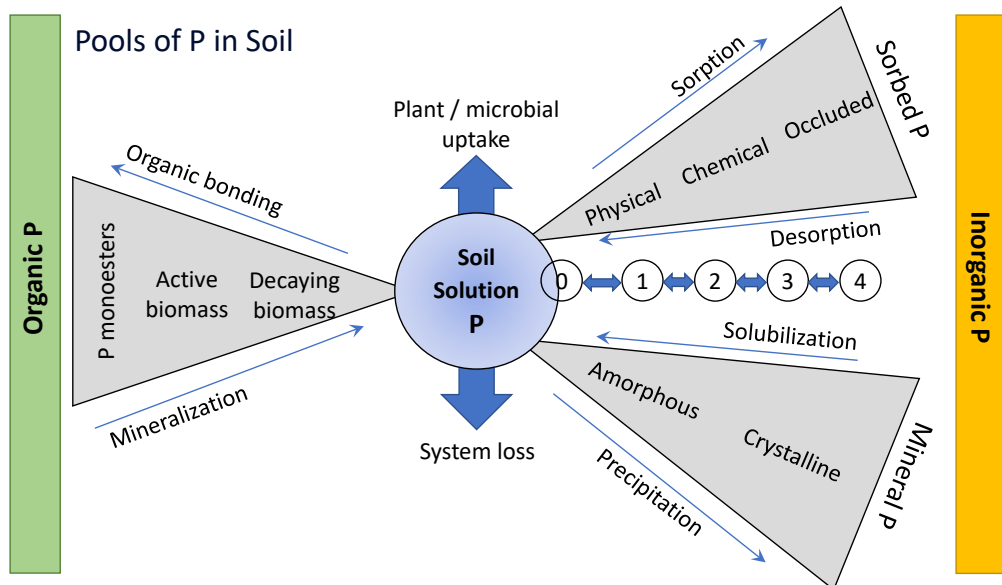 Pools of P in Soil
Organic P
Organic bonding
P monoesters
Active
biomass
Decaying
biomass
Mineralization
Plant / microbial
uptake
Soil
Solution
P
System loss
Sorption
Physical
Chemical
Occluded
Sorbed P
Desorption
0
1
2
3
4
Solubilization
Amorphous
Crystalline
Precipitation
Mineral P
Inorganic P